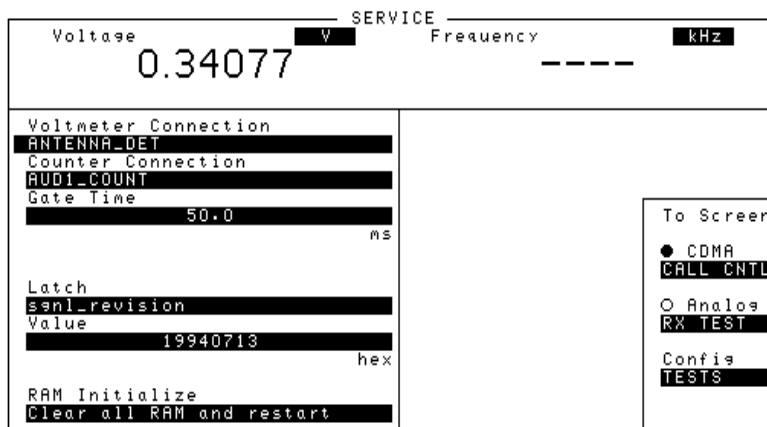 SERVICE
Voltage V Frequency kHz
0.34077 ----
Voltmeter Connection
ANTENNA_DET
Counter Connection
AUD1_COUNT
Gate Time
50.0
ms
Latch
sgnl_revision
Value
19940713
hex
RAM Initialize
Clear all RAM and restart
To Screen
● CDMA
CALL CNTL
○ Analog
RX TEST
Config
TESTS